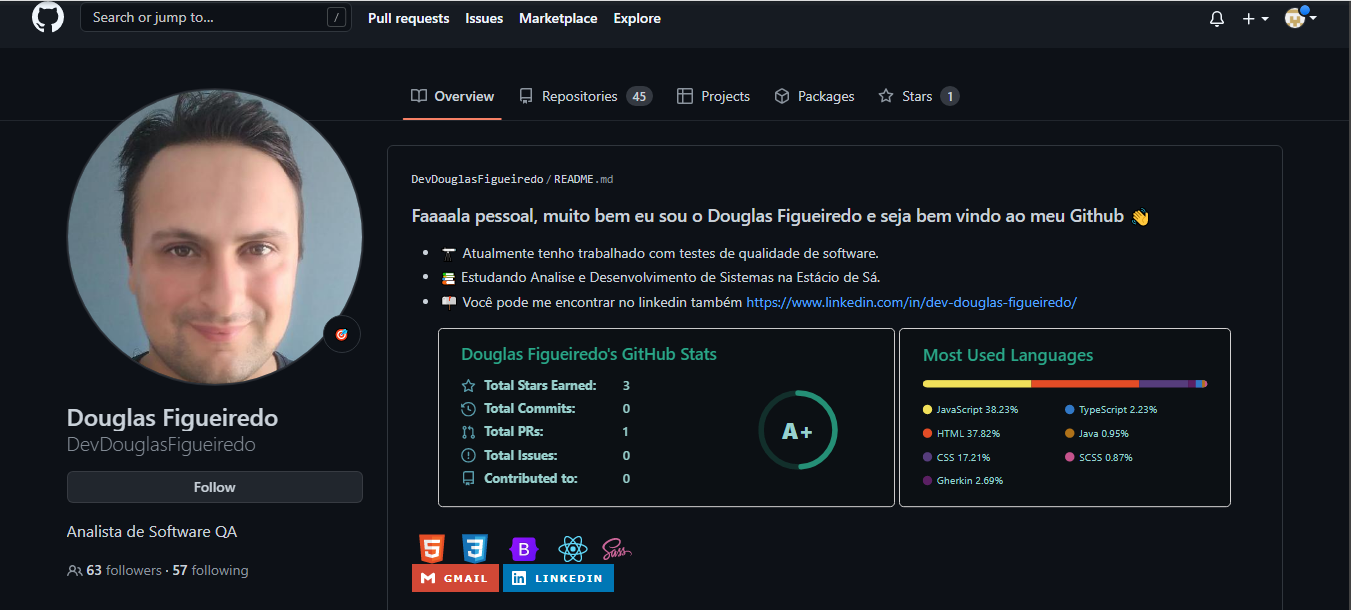 Search or jump to...
/
Pull requests
Issues
Marketplace
Explore
Overview
Repositories 45
Projects
Packages
Stars 1
DevDouglasFigueiredo/README.md
Faaaala pessoal, muito bem eu sou o Douglas Figueiredo e seja bem vindo ao meu Github 👋
Atualmente tenho trabalhado com testes de qualidade de software.
Estudando Analise e Desenvolvimento de Sistemas na Estácio de Sá.
Você pode me encontrar no linkedin também https://www.linkedin.com/in/dev-douglas-figueiredo/
Douglas Figueiredo's GitHub Stats
Total Stars Earned: 3
Total Commits: 0
Total PRs: 1
Total Issues: 0
Contributed to: 0
A+
Most Used Languages
JavaScript 38.23%
HTML 37.82%
CSS 17.21%
Gherkin 2.69%
TypeScript 2.23%
Java 0.95%
SCSS 0.87%
5
3
B
Sass
GMAIL
in LINKEDIN
Douglas Figueiredo
DevDouglasFigueiredo
Follow
Analista de Software QA
63 followers · 57 following